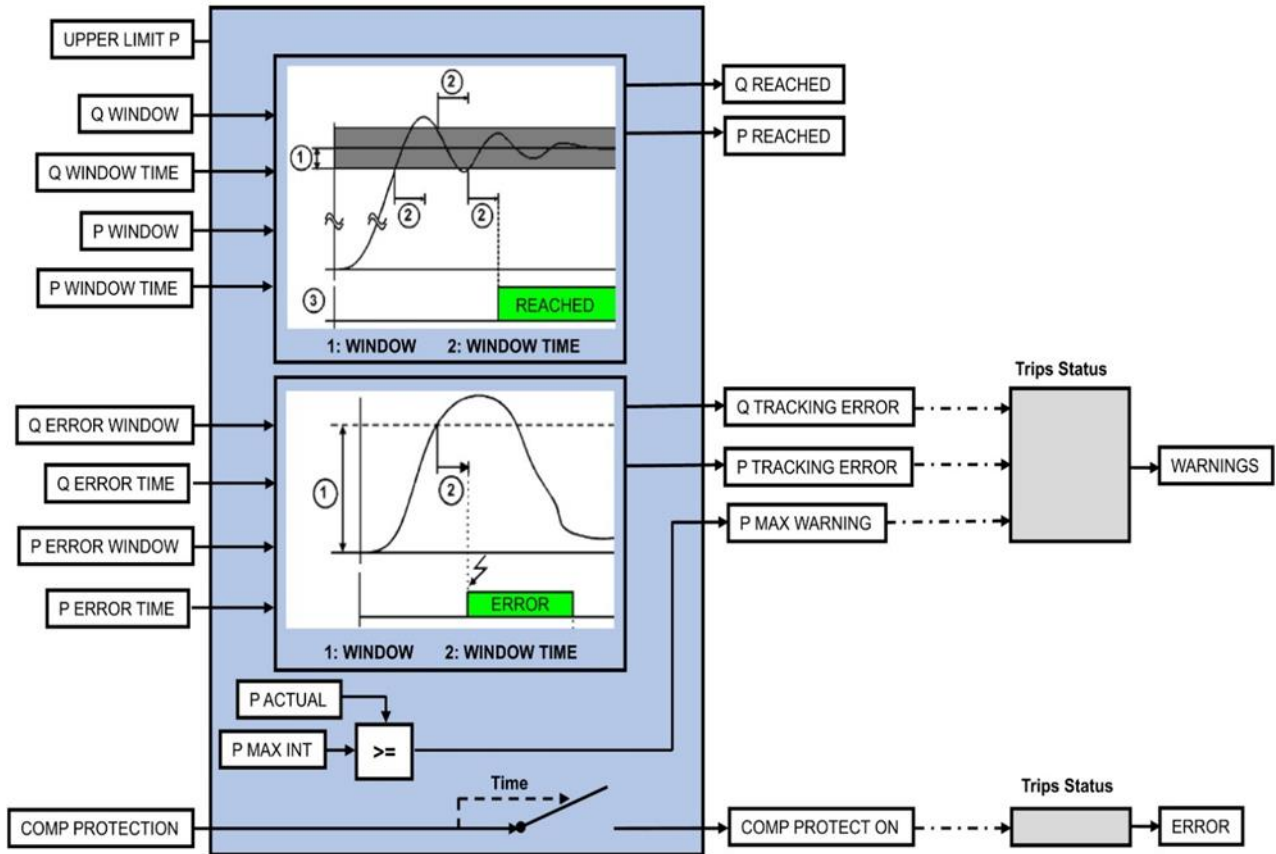 UPPER LIMIT P
Q WINDOW
Q WINDOW TIME
P WINDOW
P WINDOW TIME
2
1
2
2
3
REACHED
1: WINDOW 2: WINDOW TIME
Q REACHED
P REACHED
Q ERROR WINDOW
Q ERROR TIME
P ERROR WINDOW
P ERROR TIME
1
2
ERROR
1: WINDOW 2: WINDOW TIME
Q TRACKING ERROR
P TRACKING ERROR
P MAX WARNING
Trips Status
WARNINGS
P ACTUAL
P MAX INT
>=
Time
COMP PROTECTION
COMP PROTECT ON
Trips Status
ERROR